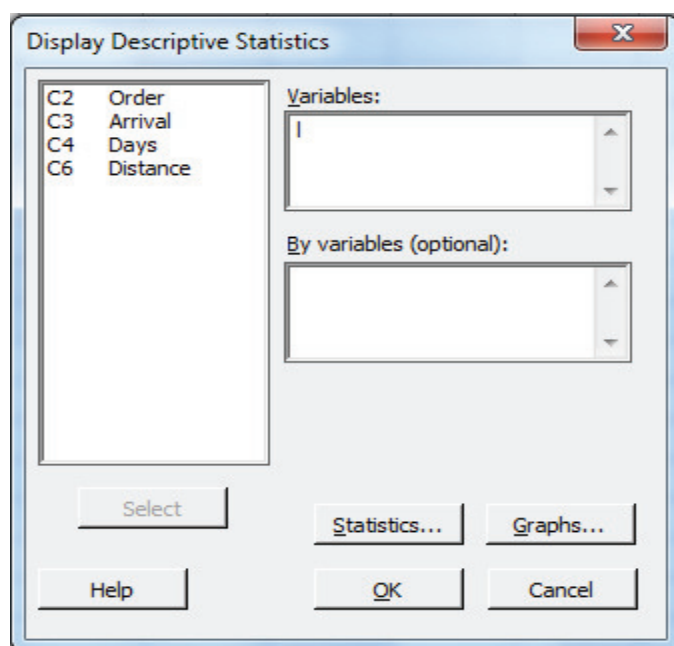 Display Descriptive Statistics
C2 Order
C3 Arrival
C4 Days
C6 Distance
Variables:
By variables (optional):
Select
Statistics...
Graphs...
Help
OK
Cancel